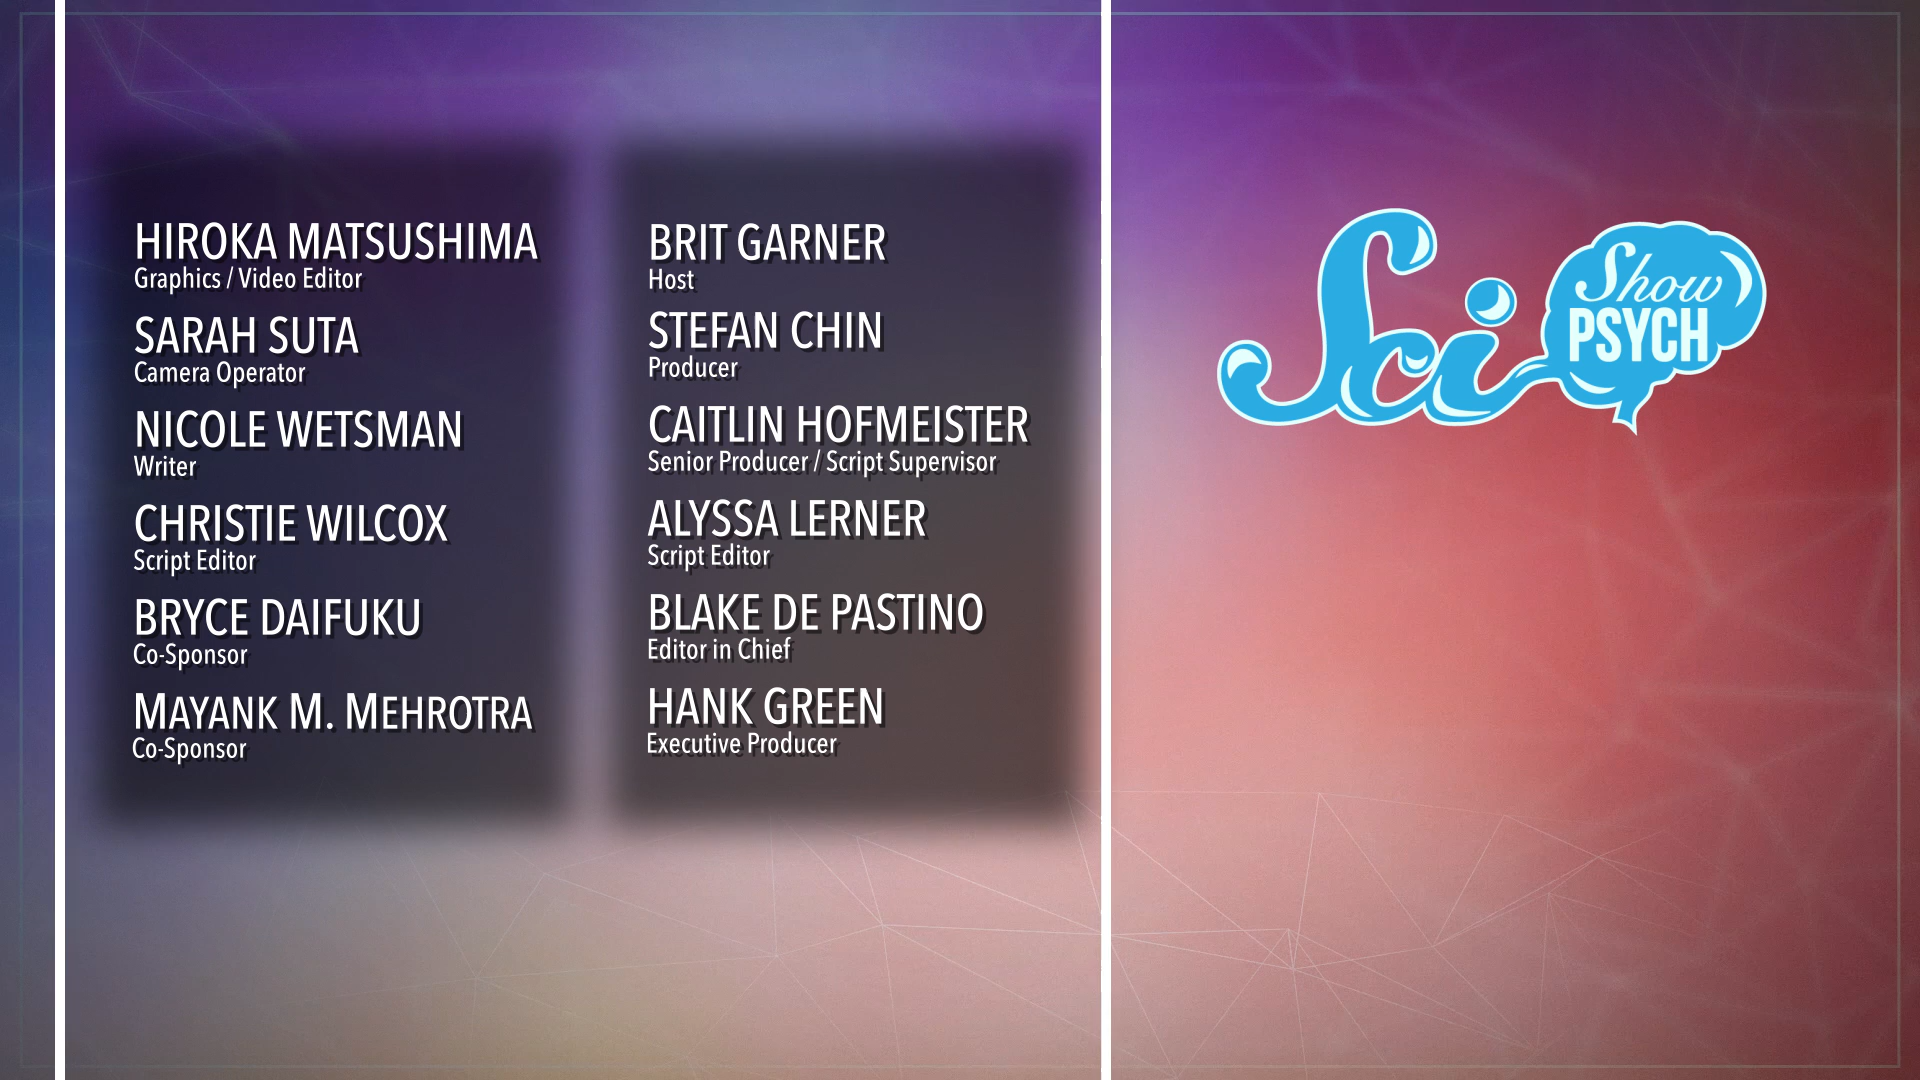 HIROKA MATSUSHIMA
Graphics / Video Editor
SARAH SUTA
Camera Operator
NICOLE WETSMAN
Writer
CHRISTIE WILCOX
Script Editor
BRYCE DAIFUKU
Co-Sponsor
MAYANK M. MEHROTRA
Co-Sponsor
BRIT GARNER
Host
STEFAN CHIN
Producer
CAITLIN HOFMEISTER
Senior Producer / Script Supervisor
ALYSSA LERNER
Script Editor
BLAKE DE PASTINO
Editor in Chief
HANK GREEN
Executive Producer
Sci
Show
PSYCH